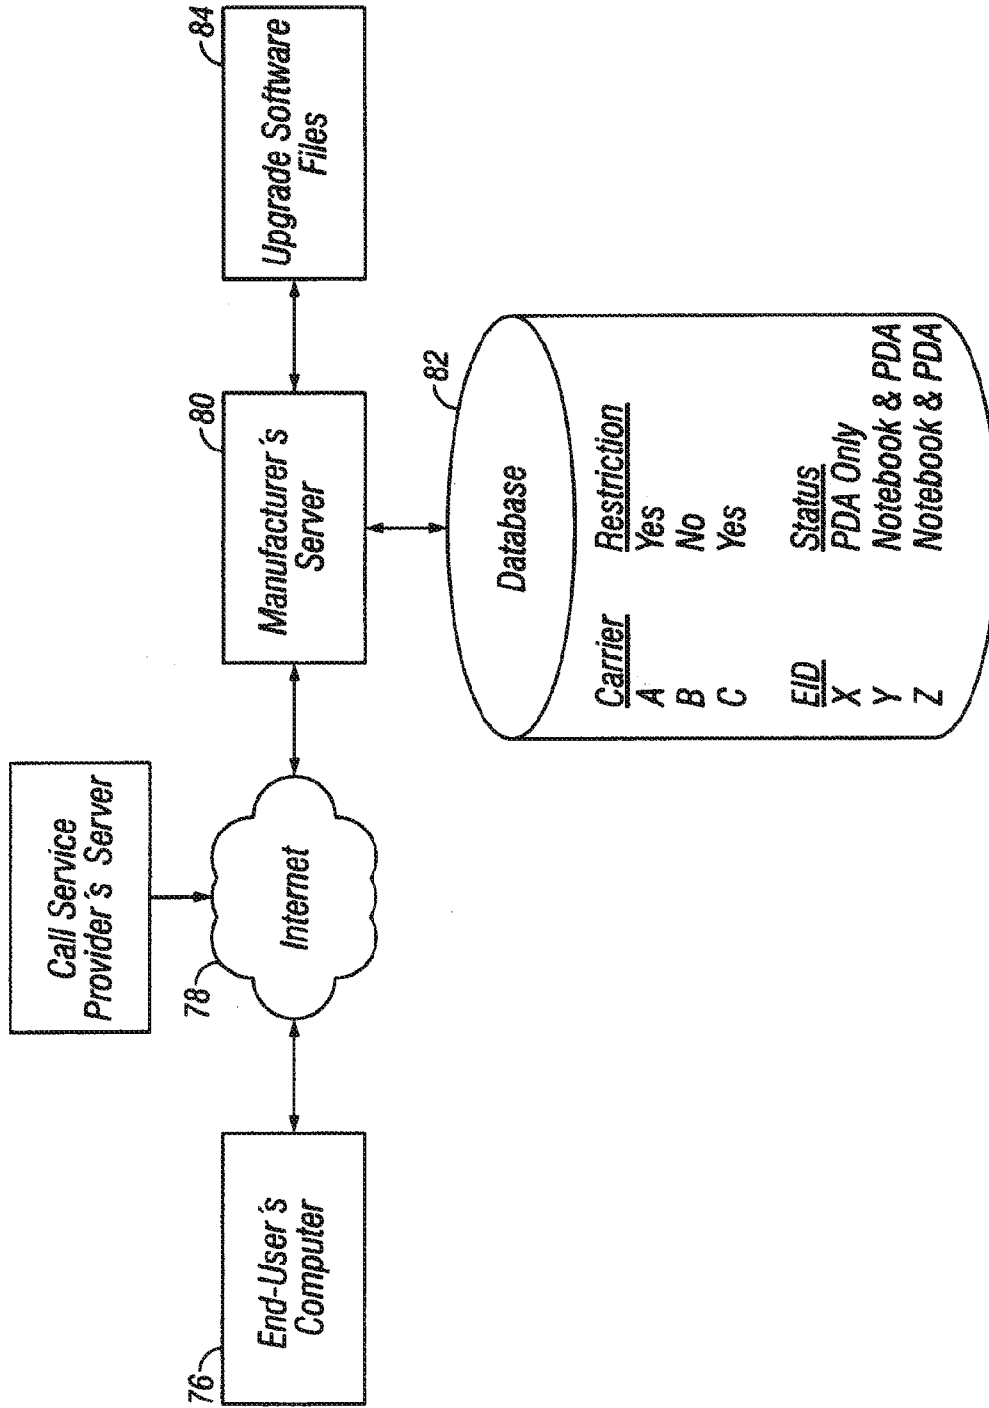 Call Service
Provider's Server
76
End-User's
Computer
78
Internet
80
Manufacturer's
Server
84
Upgrade Software
Files
82
Database
Carrier Restriction
A Yes
B No
C Yes
EID Status
X PDA Only
Y Notebook & PDA
Z Notebook & PDA